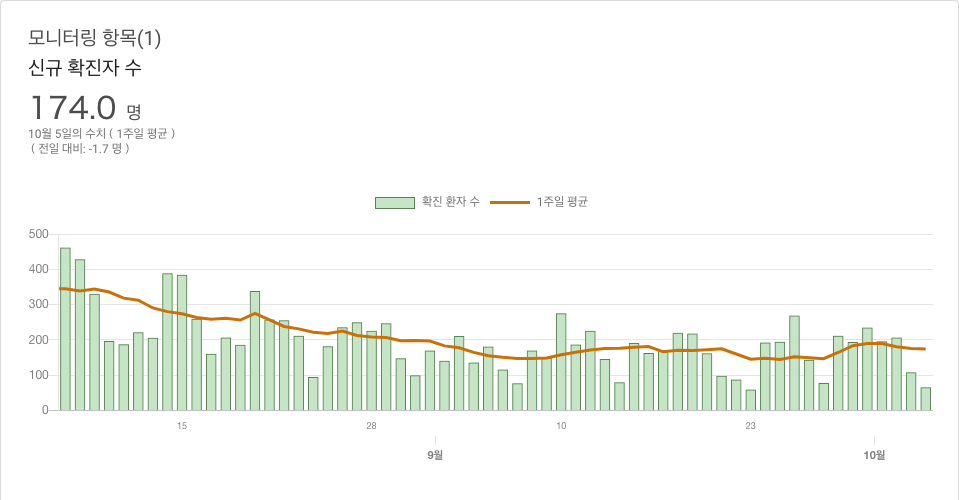 모니터링 항목(1)
신규 확진자 수
174.0 명
10월 5일의 수치 ( 1주일 평균 )
( 전일 대비: -1.7 명 )
확진 환자 수 1주일 평균
500
400
300
200
100
0
15 28 10 23
9월 10월